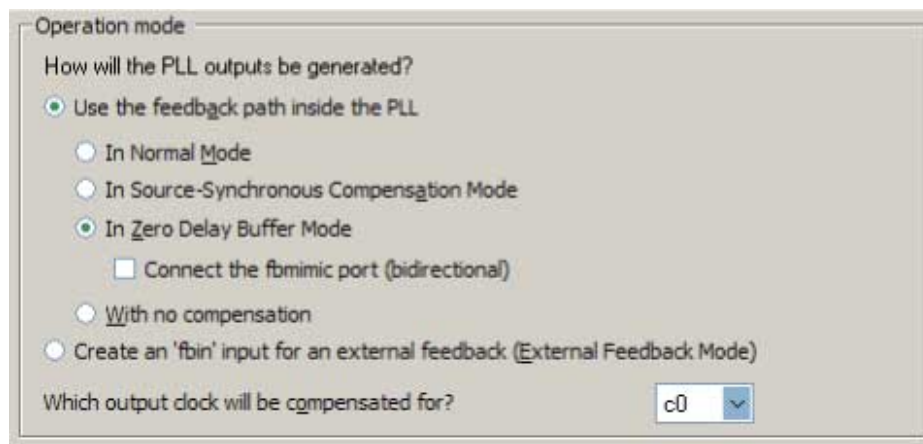 Operation mode
How will the PLL outputs be generated?
Use the feedback path inside the PLL
In Normal Mode
In Source-Synchronous Compensation Mode
In Zero Delay Buffer Mode
Connect the fbmimic port (bidirectional)
With no compensation
Create an 'fbin' input for an external feedback (External Feedback Mode)
Which output clock will be compensated for? c0